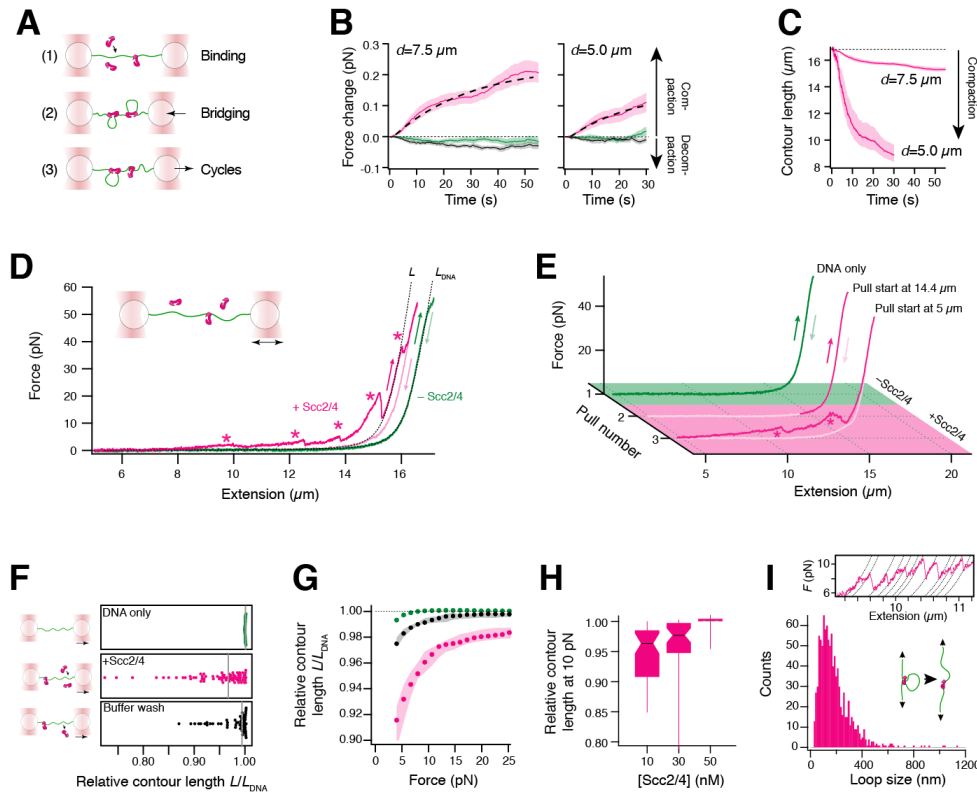 A
(1)
Binding
(2)
Bridging
(3)
Cycles
B
d=7.5 µm
d=5.0 µm
Force change (pN)
0.3
0.2
0.1
0.0
-0.1
0 10 20 30 40 50
Time (s)
0 10 20 30
Time (s)
Com-
paction
Decom-
paction
C
Contour length (µm)
16
14
12
10
8
d=7.5 µm
d=5.0 µm
0 10 20 30 40 50
Time (s)
Compaction
D
Force (pN)
60
50
40
30
20
10
0
L
LDNA
+ Scc2/4
– Scc2/4
* * * * *
6 8 10 12 14 16
Extension (µm)
E
DNA only
Pull start at 14.4 µm
Pull start at 5 µm
Force (pN)
40
20
1
2
3
Pull number
–Scc2/4
+Scc2/4
* *
5 10 15 20
Extension (µm)
F
DNA only
+Scc2/4
Buffer wash
0.80 0.90 1.00
Relative contour length L/LDNA
G
Relative contour
length L/LDNA
1.00
0.98
0.96
0.94
0.92
0.90
0 5 10 15 20 25
Force (pN)
H
Relative contour
length at 10 pN
1.00
0.95
0.90
0.85
0.80
10 30 50
[Scc2/4] (nM)
I
F (pN)
10
6
10 11
Extension (µm)
Counts
60
50
40
30
20
10
0
0 400 800 1200
Loop size (nm)